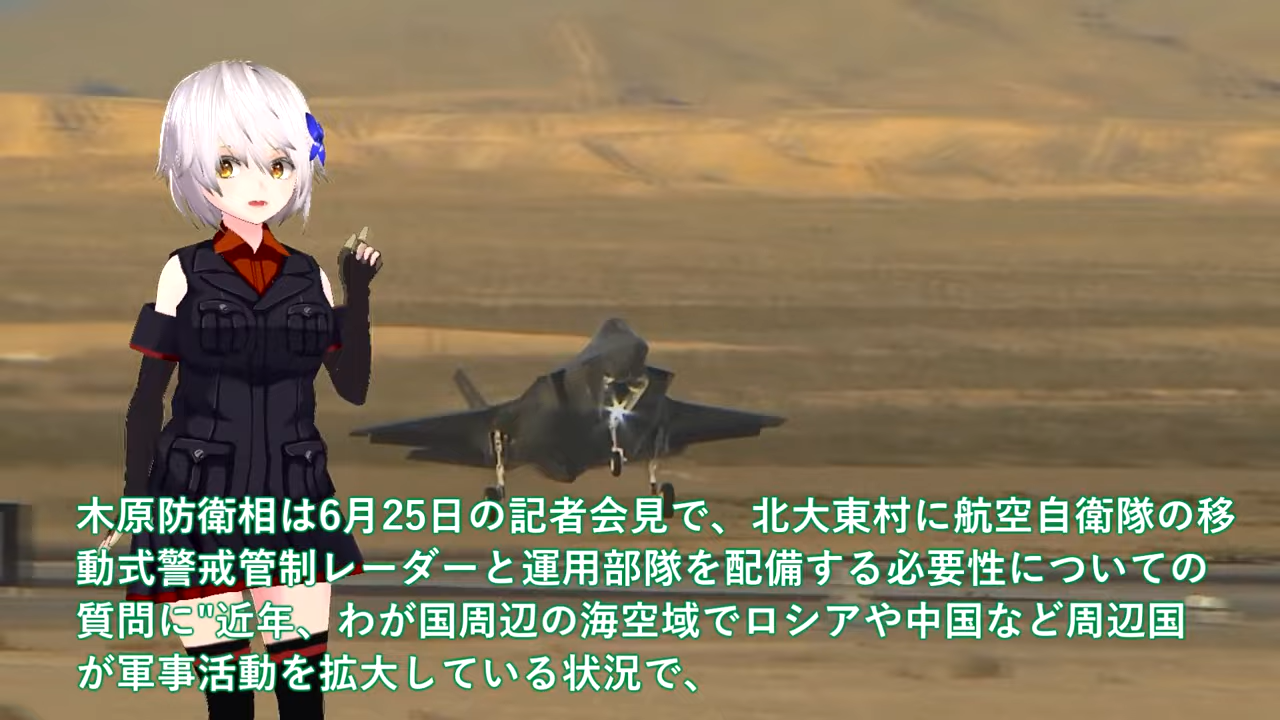 木原防衛相は6月25日の記者会見で、北大東村に航空自衛隊の移
動式警戒管制レーダーと運用部隊を配備する必要性についての
質問に"近年、わが国周辺の海空域でロシアや中国など周辺国
が軍事活動を拡大している状況で、